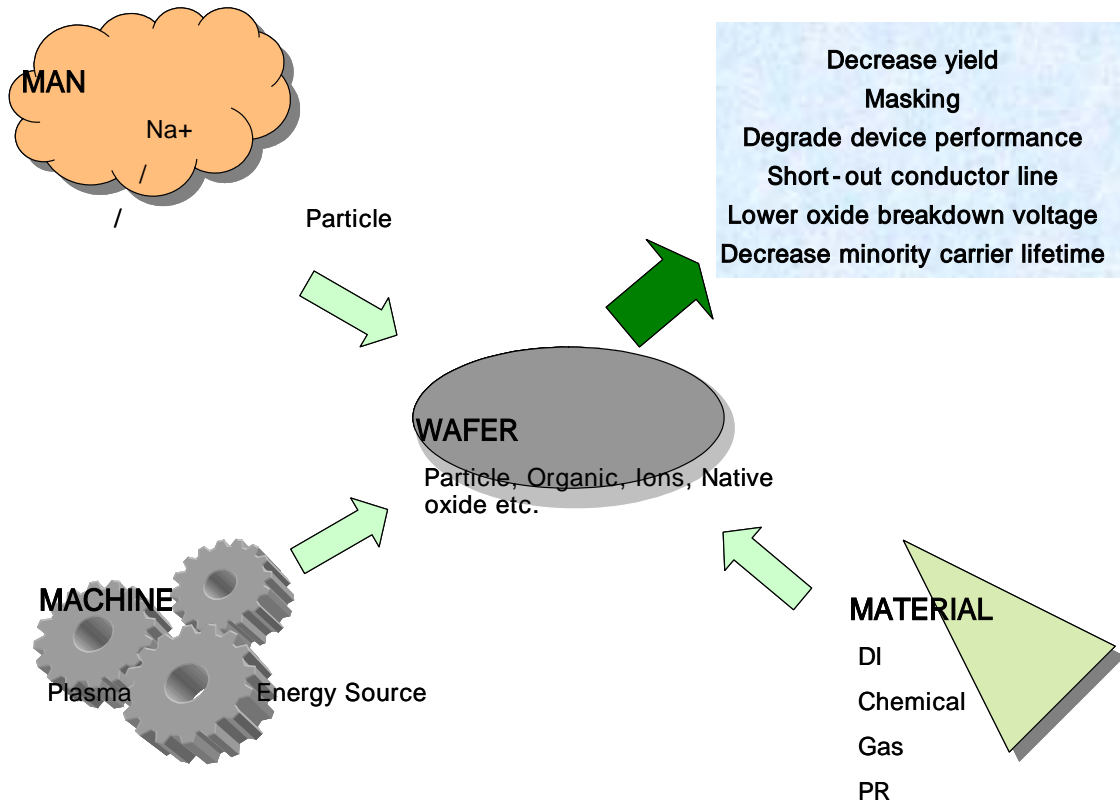 MAN
Na+
/
/
Particle
Decrease yield
Masking
Degrade device performance
Short-out conductor line
Lower oxide breakdown voltage
Decrease minority carrier lifetime
WAFER
Particle, Organic, Ions, Native
oxide etc.
MACHINE
Plasma Energy Source
MATERIAL
DI
Chemical
Gas
PR